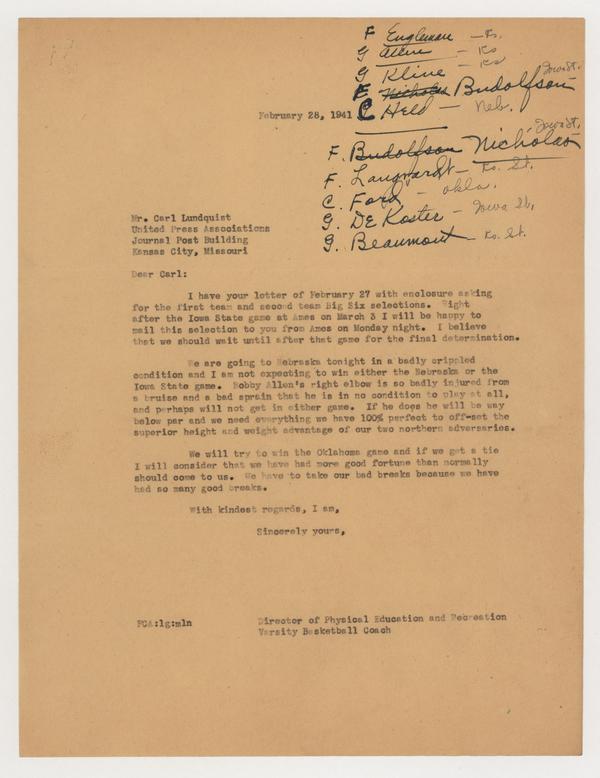 F Engleman — Ks.
G Allen — Ks
G Kline — Ks
F Nicholas Budolfson Iowa St.
C Held — Neb.
February 28, 1941
F. Budolfson Nicholas Iowa St.
F. Langvardt — Ks. St.
C. Ford — Okla.
G. De Koster — Iowa St.
G. Beaumont — Ks. St.
Mr. Carl Lundquist
United Press Associations
Journal Post Building
Kansas City, Missouri
Dear Carl:
I have your letter of February 27 with enclosure asking
for the first team and second team Big Six selections. Right
after the Iowa State game at Ames on March 3 I will be happy to
mail this selection to you from Ames on Monday night. I believe
that we should wait until after that game for the final determination.
We are going to Nebraska tonight in a badly crippled
condition and I am not expecting to win either the Nebraska or the
Iowa State game. Bobby Allen's right elbow is so badly injured from
a bruise and a bad sprain that he is in no condition to play at all,
and perhaps will not get in either game. If he does he will be way
below par and we need everything we have 100% perfect to off-set the
superior height and weight advantage of our two northern adversaries.
We will try to win the Oklahoma game and if we get a tie
I will consider that we have had more good fortune than normally
should come to us. We have to take our bad breaks because we have
had so many good breaks.
With kindest regards, I am,
Sincerely yours,
FCA:lg:mln
Director of Physical Education and Recreation
Varsity Basketball Coach